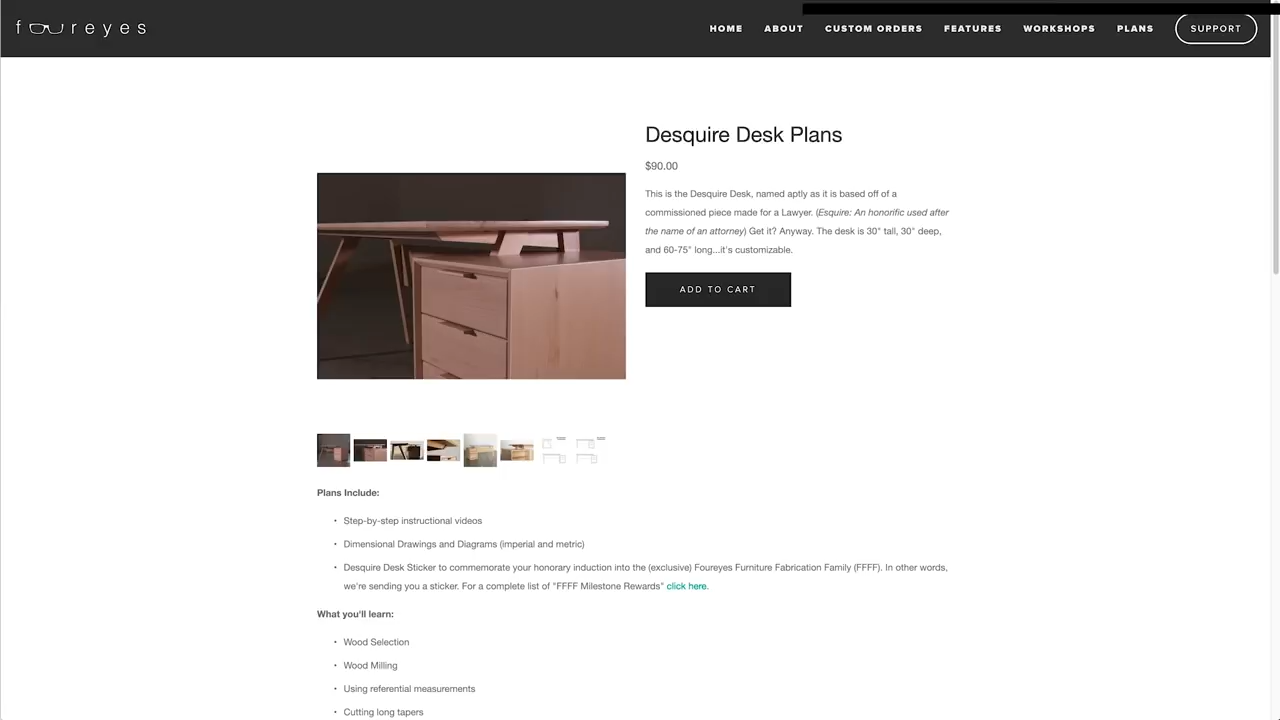 foureyes
HOME ABOUT CUSTOM ORDERS FEATURES WORKSHOPS PLANS SUPPORT
Desquire Desk Plans
$90.00
This is the Desquire Desk, named aptly as it is based off of a
commissioned piece made for a Lawyer. (Esquire: An honorific used after
the name of an attorney) Get it? Anyway. The desk is 30" tall, 30" deep,
and 60-75" long...it's customizable.
ADD TO CART
Plans Include:
• Step-by-step instructional videos
• Dimensional Drawings and Diagrams (imperial and metric)
• Desquire Desk Sticker to commemorate your honorary induction into the (exclusive) Foureyes Furniture Fabrication Family (FFFF). In other words,
we're sending you a sticker. For a complete list of "FFFF Milestone Rewards" click here.
What you'll learn:
• Wood Selection
• Wood Milling
• Using referential measurements
• Cutting long tapers